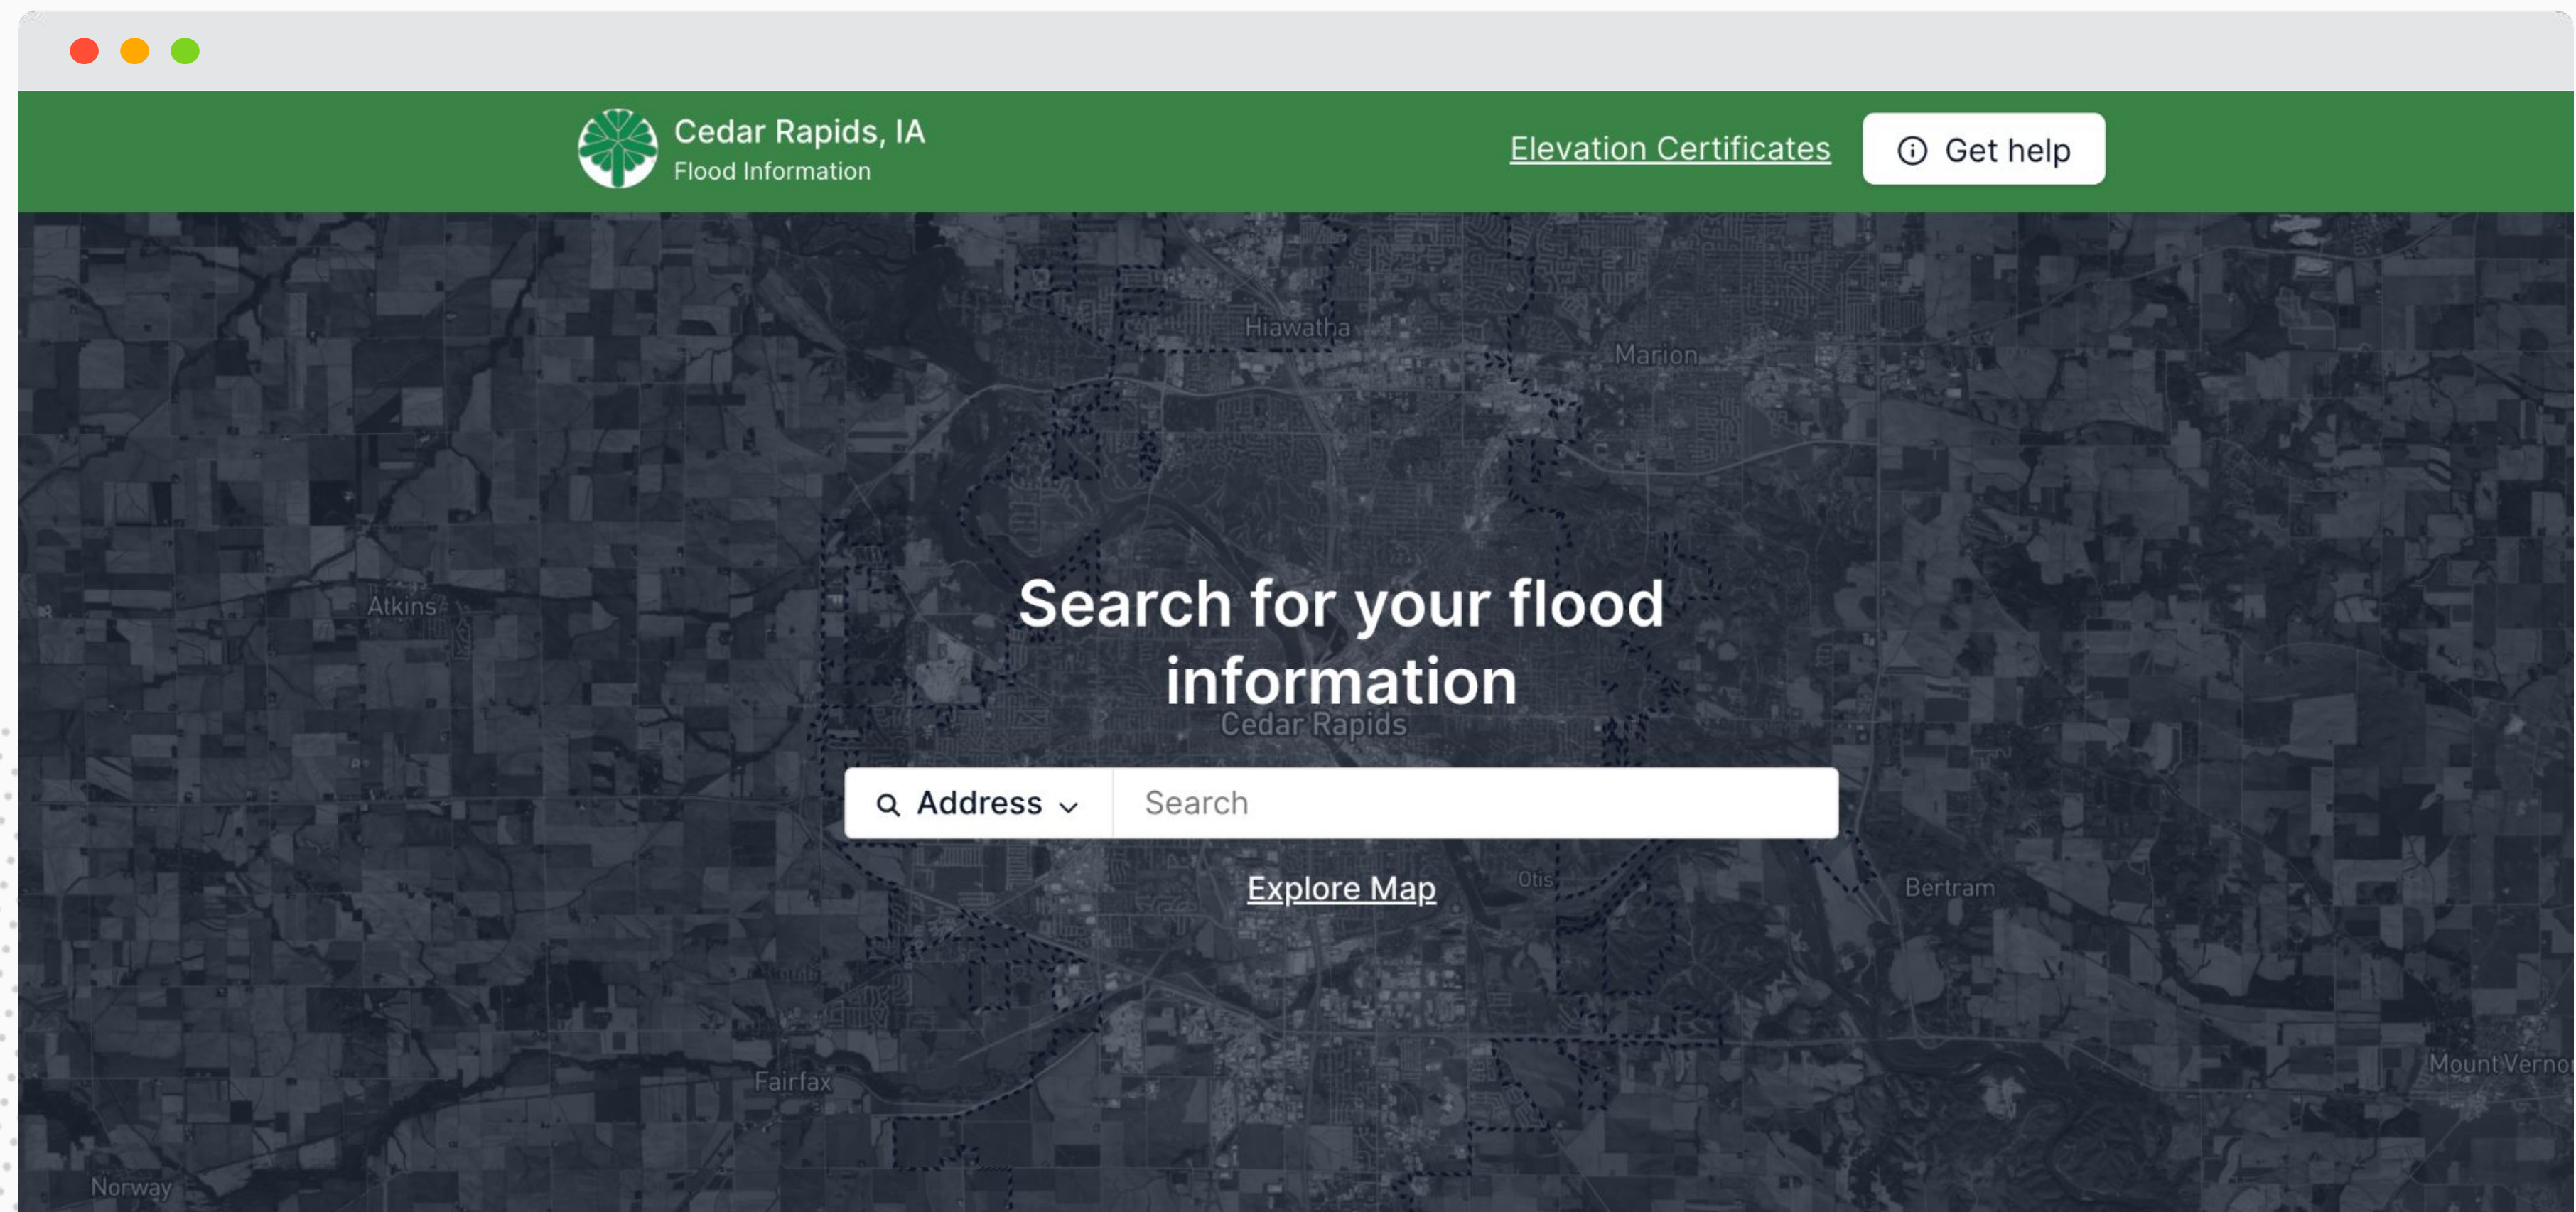 Cedar Rapids, IA
Flood Information
Elevation Certificates
Get help
Hiawatha
Marion
Atkins
Search for your flood
information
Cedar Rapids
Address
Search
Explore Map
Otis
Bertram
Fairfax
Mount Verno
Norway